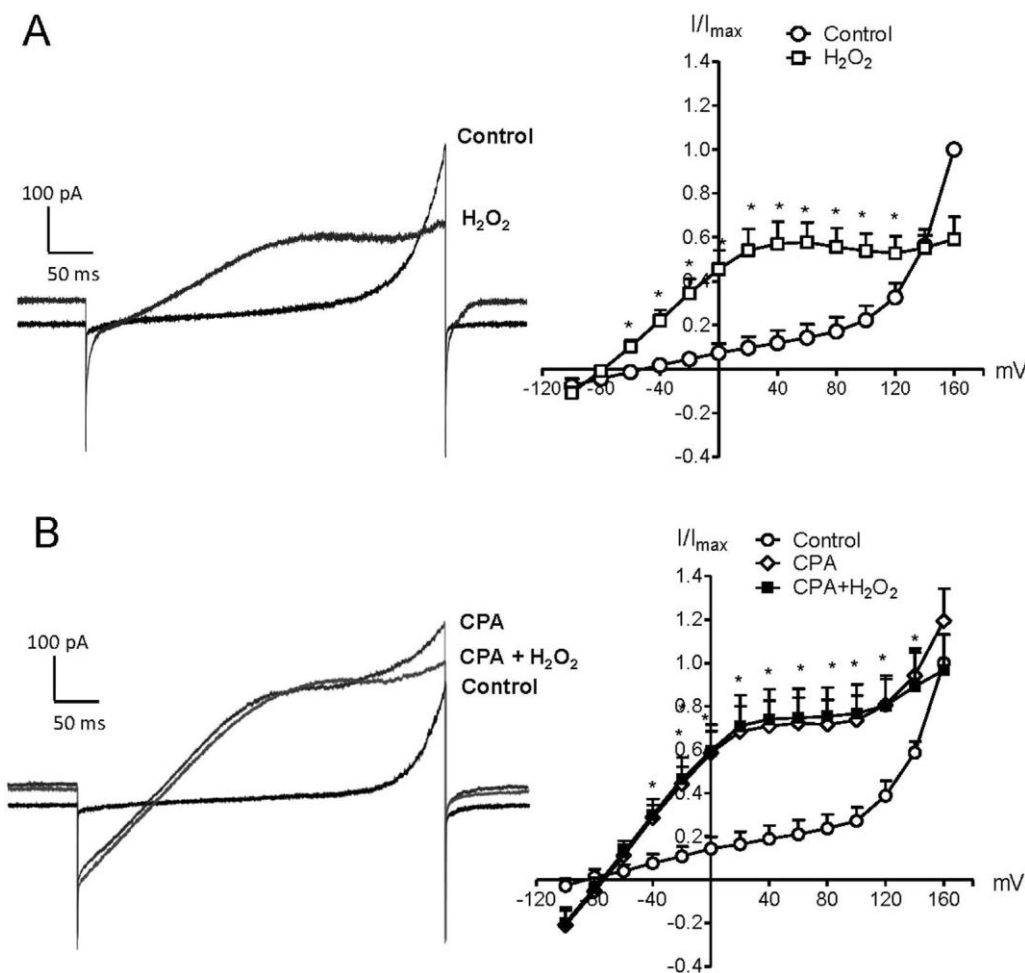 A
I/Imax
Control
H2O2
1.4
1.2
1.0
0.8
0.6
0.4
0.2
-0.2
-0.4
-120
-80
-40
40
80
120
160
mV
* * * * * * * * * *
Control
H2O2
100 pA
50 ms
B
I/Imax
Control
CPA
CPA+H2O2
1.4
1.2
1.0
0.8
0.6
0.4
0.2
-0.2
-0.4
-120
-80
-40
40
80
120
160
mV
* * * * * * * * * *
CPA
CPA + H2O2
Control
100 pA
50 ms